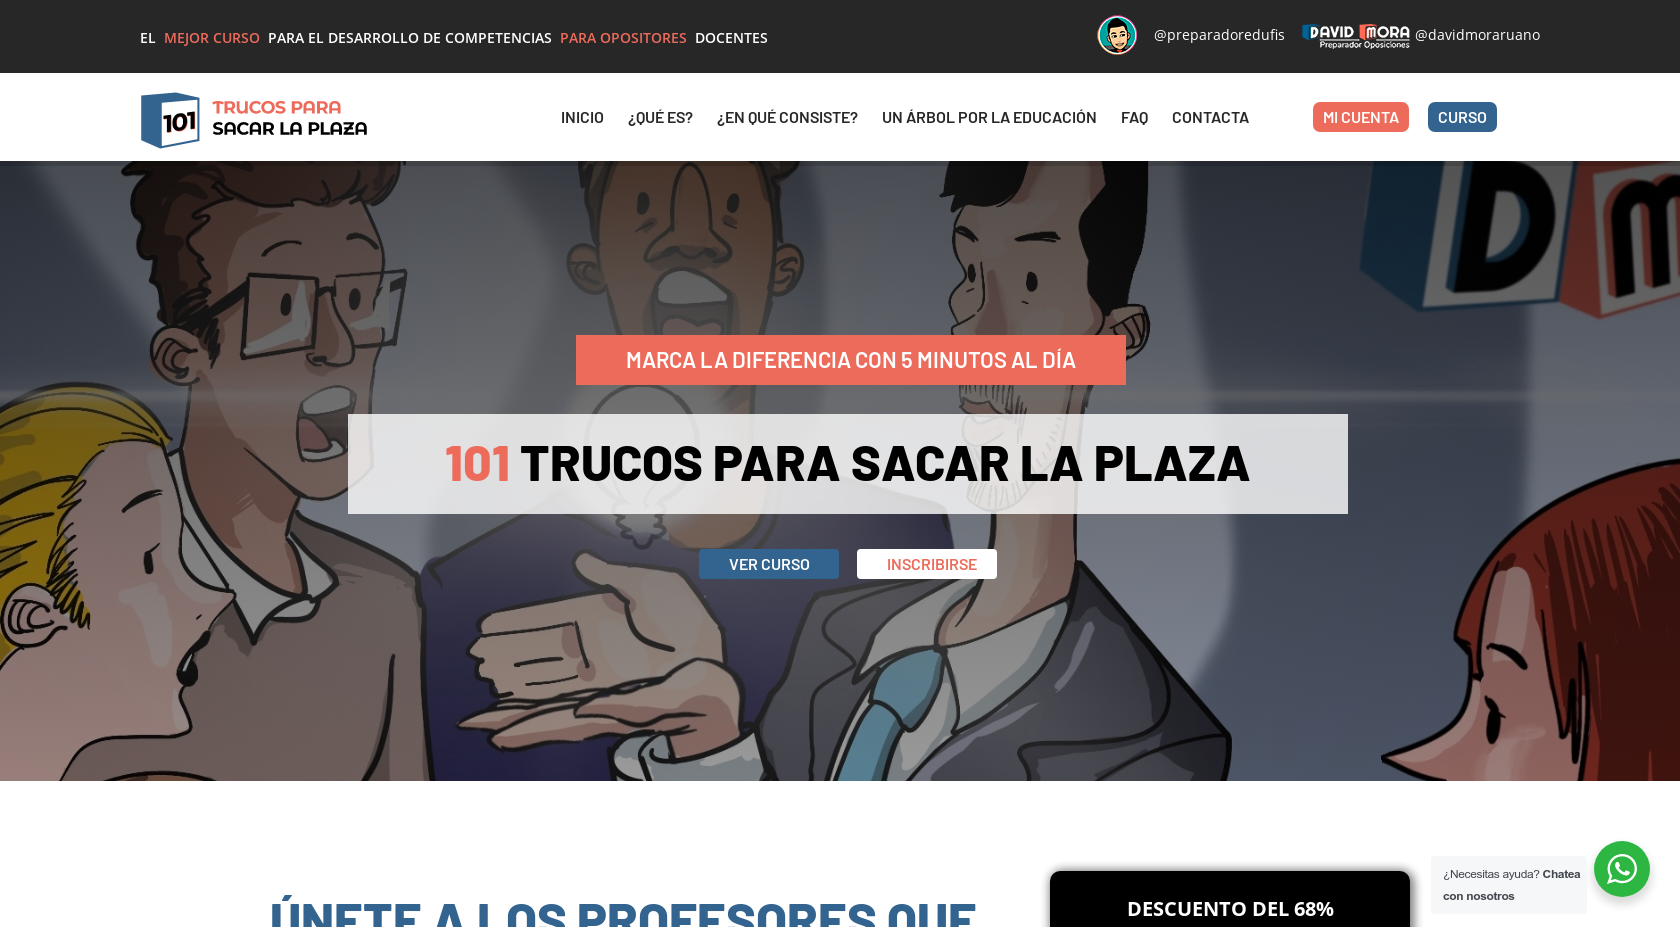 EL MEJOR CURSO PARA EL DESARROLLO DE COMPETENCIAS PARA OPOSITORES DOCENTES
@preparadoredufis
DAVID MORA
Preparador Oposiciones
@davidmoraruano
101
TRUCOS PARA
SACAR LA PLAZA
INICIO ¿QUÉ ES? ¿EN QUÉ CONSISTE? UN ÁRBOL POR LA EDUCACIÓN FAQ CONTACTA MI CUENTA CURSO
DM
MARCA LA DIFERENCIA CON 5 MINUTOS AL DÍA
101 TRUCOS PARA SACAR LA PLAZA
VER CURSO INSCRIBIRSE
¿Necesitas ayuda? Chatea
con nosotros
ÚNETE A LOS PROFESORES QUE
DESCUENTO DEL 68%